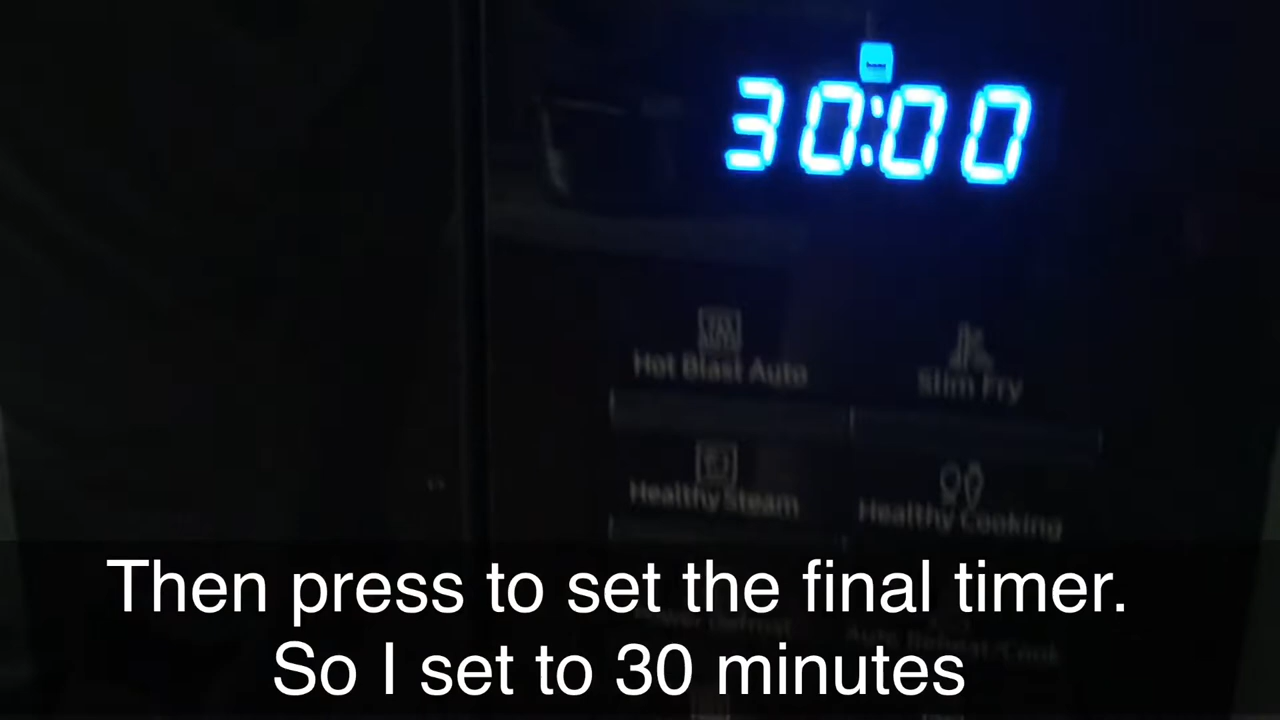 30:00
Hot Blast Auto
Slim Fry
Healthy Steam
Healthy Cooking
Then press to set the final timer.
So I set to 30 minutes